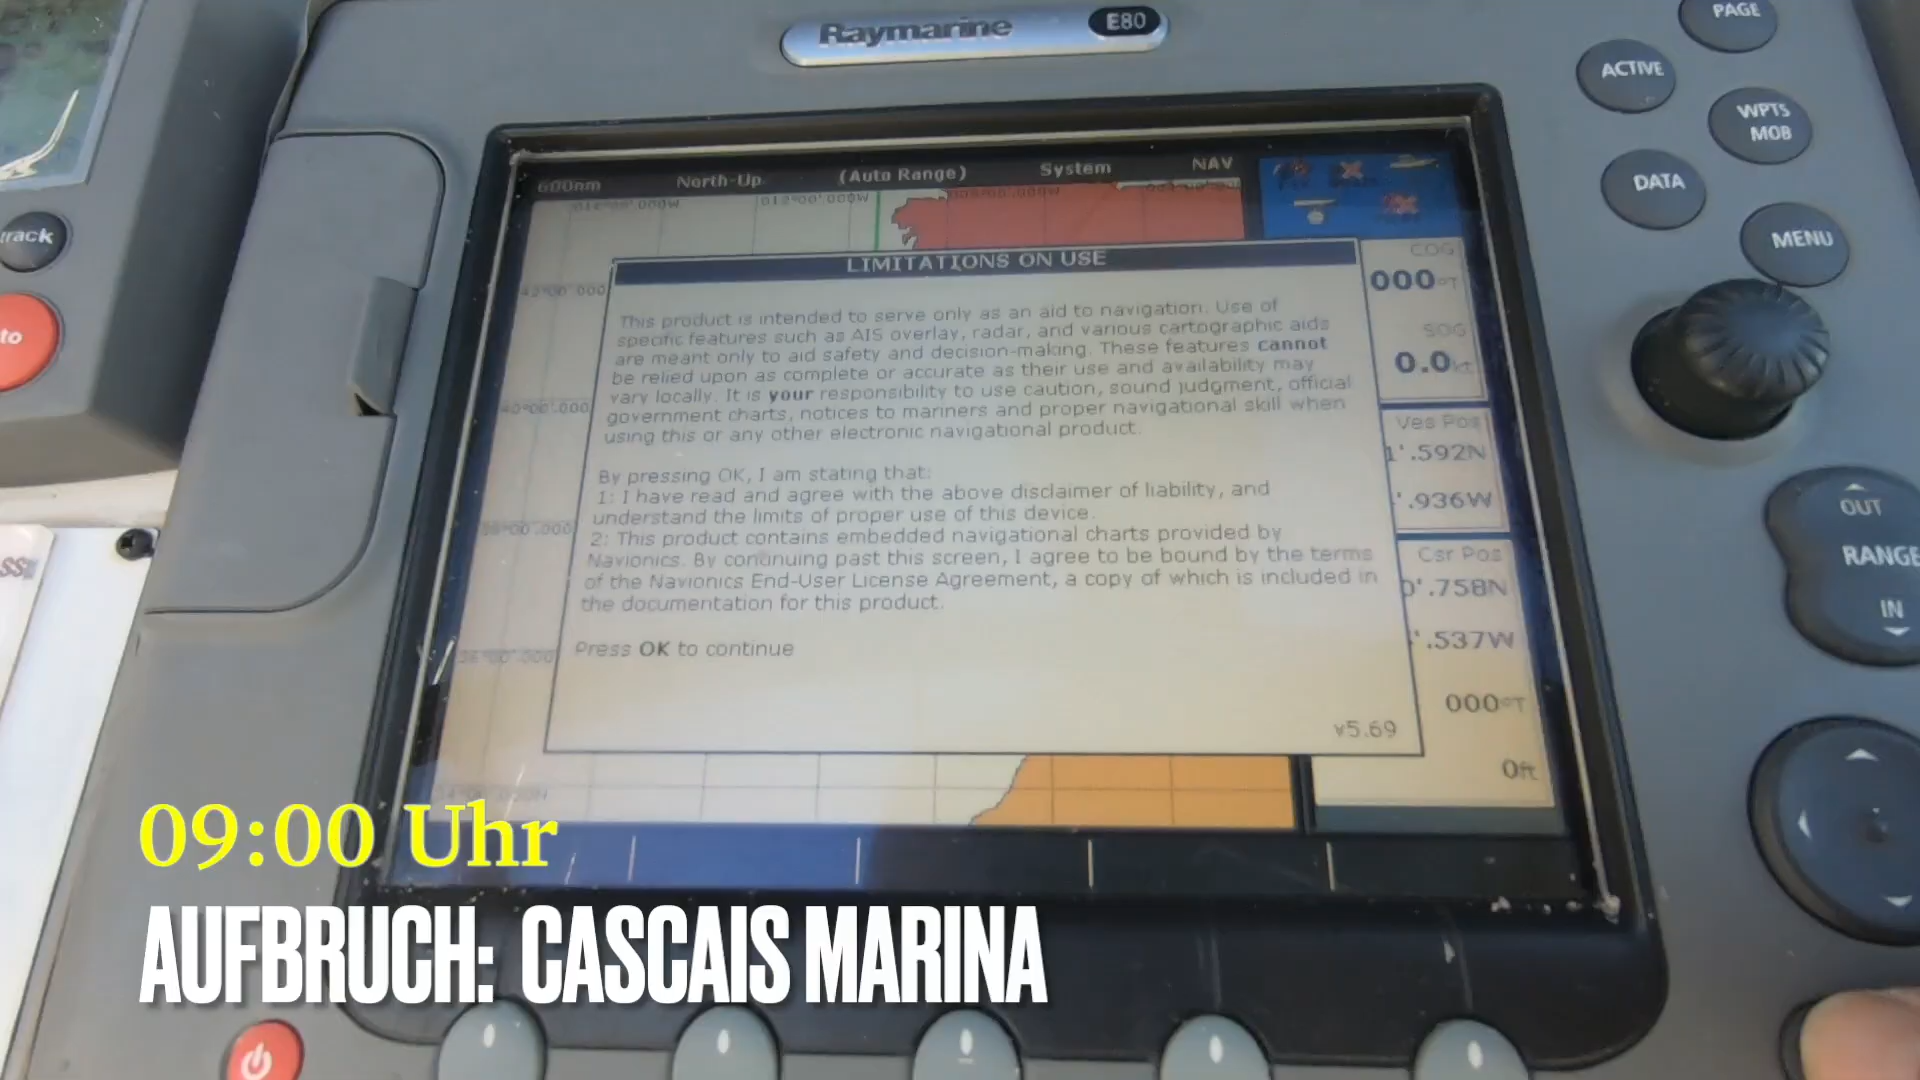 Raymarine E80
PAGE
ACTIVE
WPTS
MOB
DATA
MENU
track
600nm North-Up (Auto Range) System NAV
LIMITATIONS ON USE
This product is intended to serve only as an aid to navigation. Use of
specific features such as AIS overlay, radar, and various cartographic aids
are meant only to aid safety and decision-making. These features cannot
be relied upon as complete or accurate as their use and availability may
vary locally. It is your responsibility to use caution, sound judgment, official
government charts, notices to mariners and proper navigational skill when
using this or any other electronic navigational product.
By pressing OK, I am stating that:
1: I have read and agree with the above disclaimer of liability, and
understand the limits of proper use of this device.
2: This product contains embedded navigational charts provided by
Navionics. By continuing past this screen, I agree to be bound by the terms
of the Navionics End-User License Agreement, a copy of which is included in
the documentation for this product.
Press OK to continue
v5.69
COG
000°T
SOG
0.0kt
Ves Pos
1'.592N
'.936W
Csr Pos
0'.758N
'.537W
000°T
0ft
OUT
RANGE
IN
09:00 Uhr
AUFBRUCH: CASCAIS MARINA